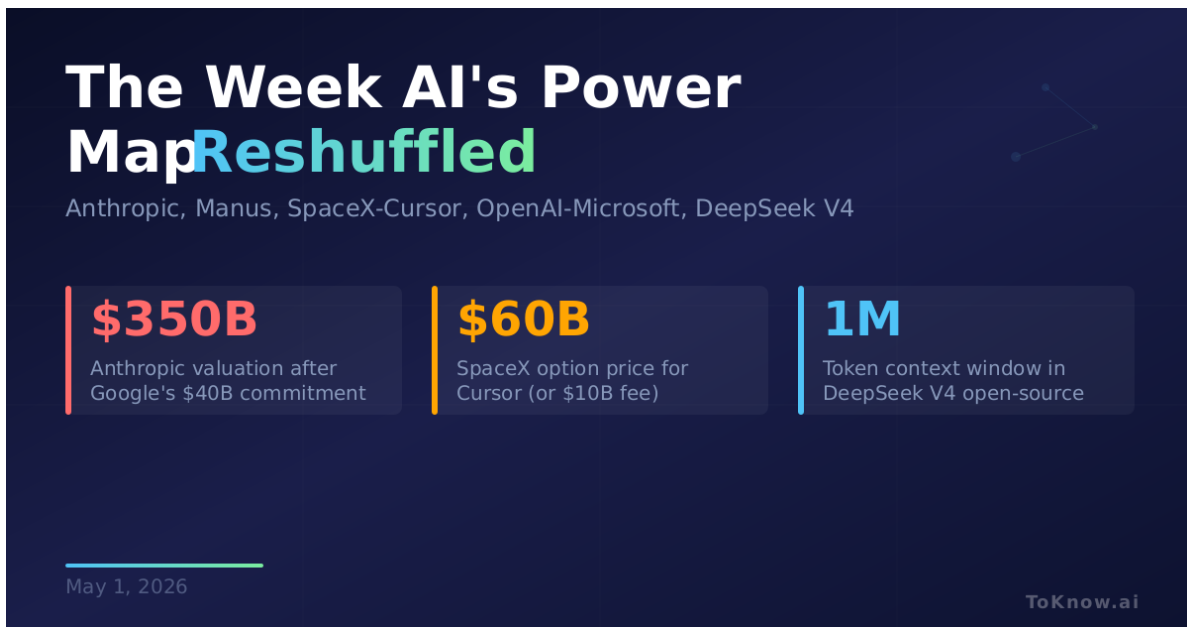 The Week AI's Power
MapReshuffled
Anthropic, Manus, SpaceX-Cursor, OpenAI-Microsoft, DeepSeek V4
$350B
Anthropic valuation after
Google's $40B commitment
$60B
SpaceX option price for
Cursor (or $10B fee)
1M
Token context window in
DeepSeek V4 open-source
May 1, 2026
ToKnow.ai